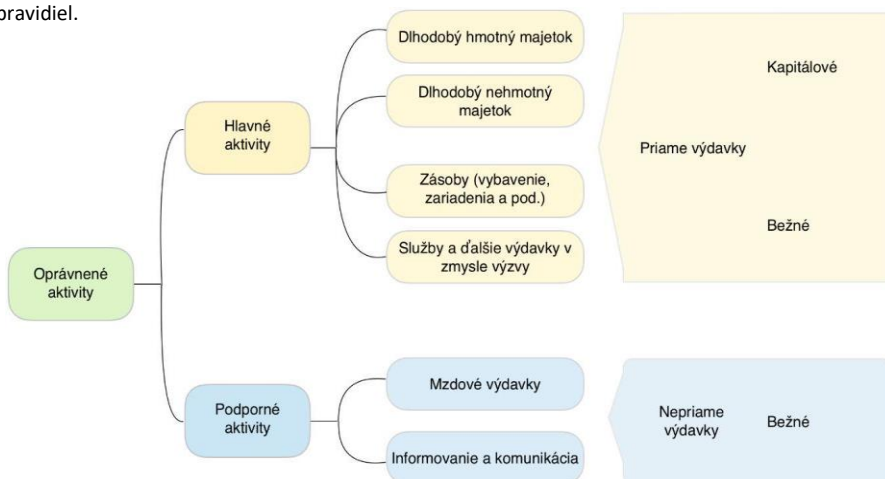 pravidiel.
Dlhodobý hmotný majetok
Kapitálové
Dlhodobý nehmotný
majetok
Hlavné
aktivity
Priame výdavky
Zásoby (vybavenie,
zariadenia a pod.)
Bežné
Služby a ďalšie výdavky v
zmysle výzvy
Oprávnené
aktivity
Mzdové výdavky
Podporné
aktivity
Nepriame
výdavky
Bežné
Informovanie a komunikácia